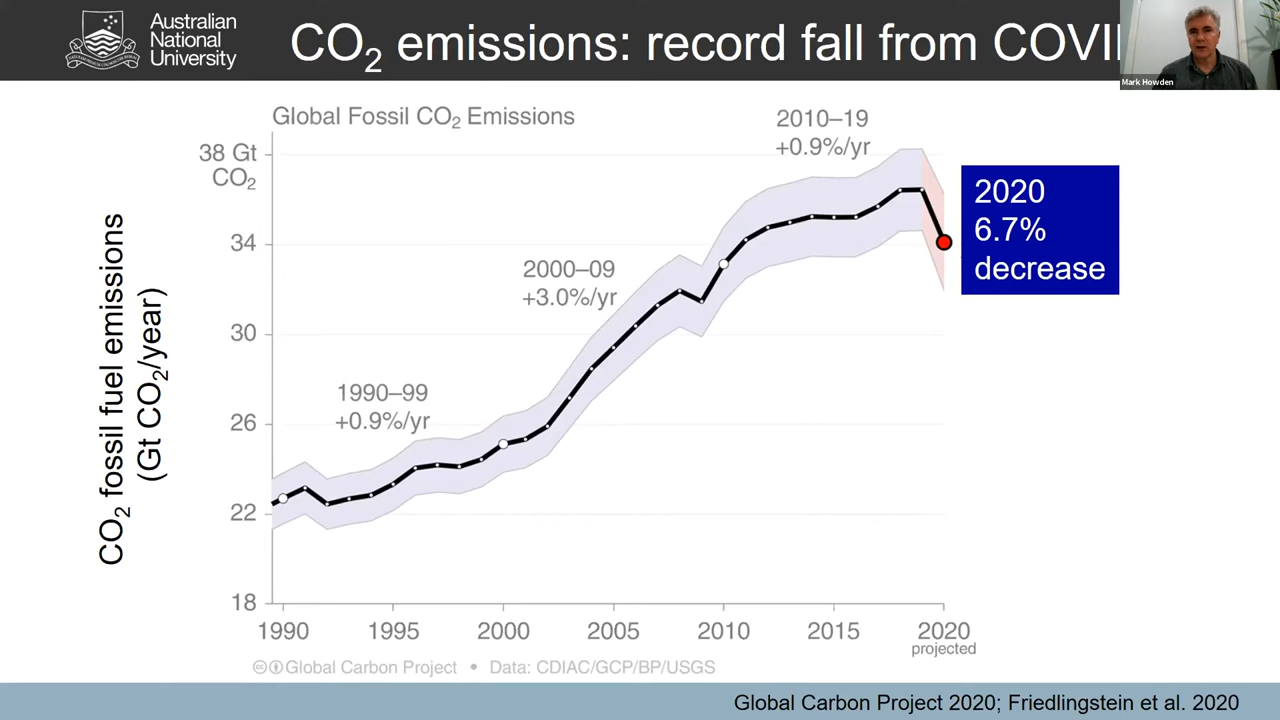 Australian
National
University
CO₂ emissions: record fall from COVI
Mark Howden
Global Fossil CO₂ Emissions
2010–19
+0.9%/yr
38 Gt
CO₂
2020
6.7%
decrease
34
2000–09
+3.0%/yr
30
1990–99
+0.9%/yr
26
22
18
CO₂ fossil fuel emissions
(Gt CO₂/year)
1990 1995 2000 2005 2010 2015 2020
projected
Global Carbon Project • Data: CDIAC/GCP/BP/USGS
Global Carbon Project 2020; Friedlingstein et al. 2020